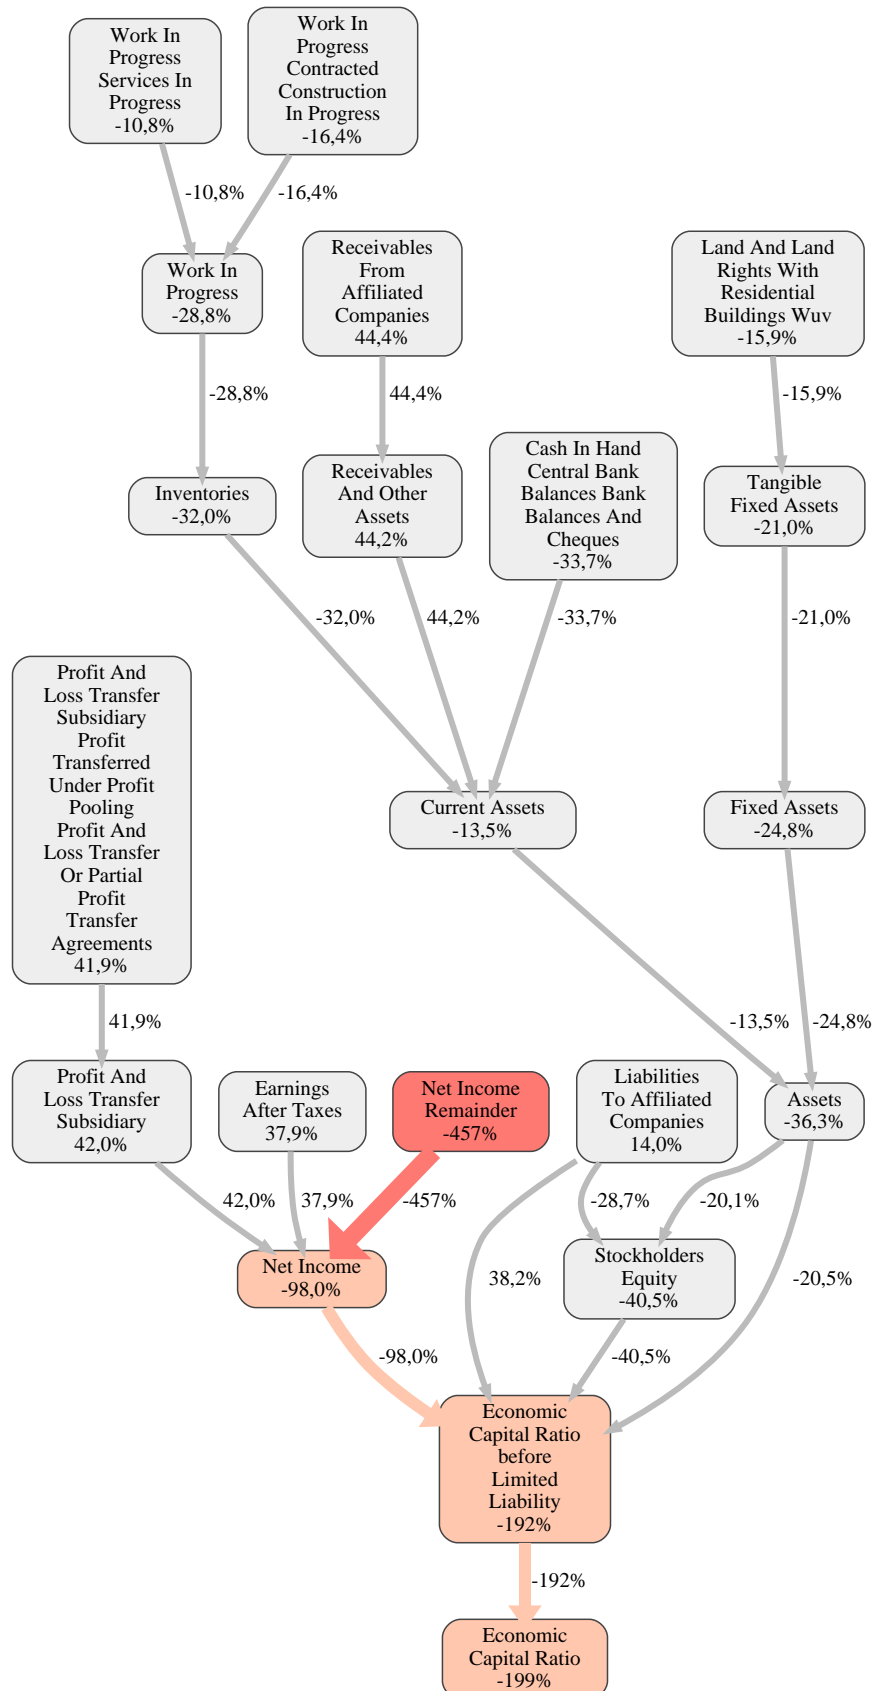 Work In
Progress
Services In
Progress
-10,8%
Work In
Progress
Contracted
Construction
In Progress
-16,4%
-10,8%
-16,4%
Work In
Progress
-28,8%
Receivables
From
Affiliated
Companies
44,4%
Land And Land
Rights With
Residential
Buildings Wuv
-15,9%
-28,8%
44,4%
-15,9%
Inventories
-32,0%
Receivables
And Other
Assets
44,2%
Cash In Hand
Central Bank
Balances Bank
Balances And
Cheques
-33,7%
Tangible
Fixed Assets
-21,0%
-32,0%
44,2%
-33,7%
-21,0%
Profit And
Loss Transfer
Subsidiary
Profit
Transferred
Under Profit
Pooling
Profit And
Loss Transfer
Or Partial
Profit
Transfer
Agreements
41,9%
Current Assets
-13,5%
Fixed Assets
-24,8%
41,9%
-13,5%
-24,8%
Profit And
Loss Transfer
Subsidiary
42,0%
Earnings
After Taxes
37,9%
Net Income
Remainder
-457%
Liabilities
To Affiliated
Companies
14,0%
Assets
-36,3%
42,0%
37,9%
-457%
-28,7%
-20,1%
Net Income
-98,0%
38,2%
Stockholders
Equity
-40,5%
-20,5%
-98,0%
-40,5%
Economic
Capital Ratio
before
Limited
Liability
-192%
-192%
Economic
Capital Ratio
-199%